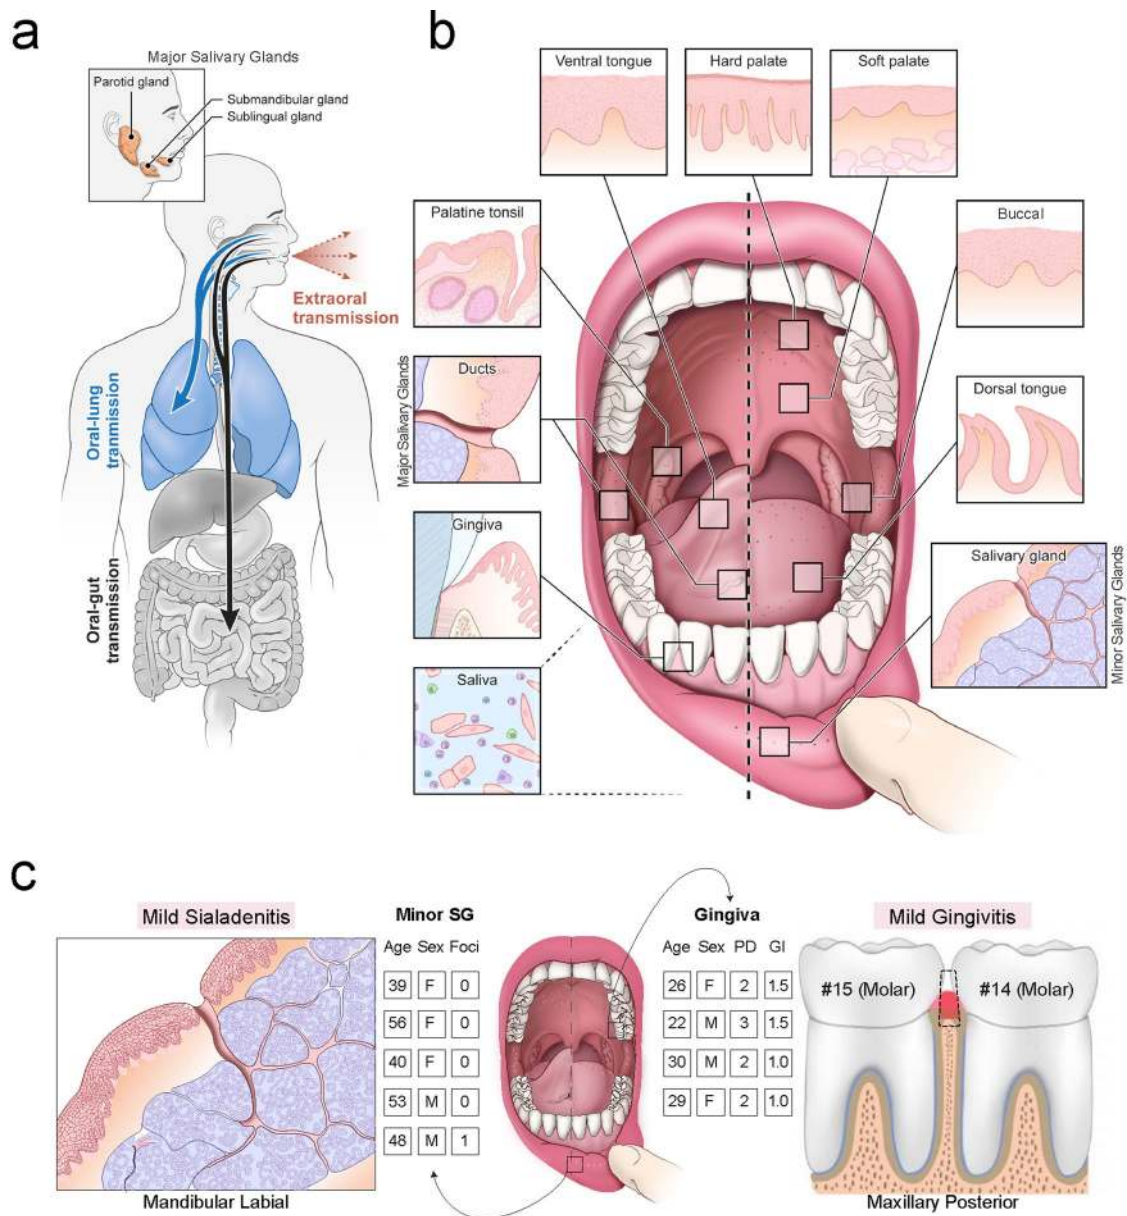 a
Major Salivary Glands
Parotid gland
Submandibular gland
Sublingual gland
Extraoral
transmission
Oral-lung
tranmission
Oral-gut
transmission
b
Ventral tongue
Hard palate
Soft palate
Palatine tonsil
Buccal
Major Salivary Glands
Ducts
Dorsal tongue
Gingiva
Salivary gland
Minor Salivary Glands
Saliva
c
Mild Sialadenitis
Mandibular Labial
Minor SG
Age Sex Foci
39 F 0
56 F 0
40 F 0
53 M 0
48 M 1
Gingiva
Age Sex PD GI
26 F 2 1.5
22 M 3 1.5
30 M 2 1.0
29 F 2 1.0
Mild Gingivitis
#15 (Molar)
#14 (Molar)
Maxillary Posterior